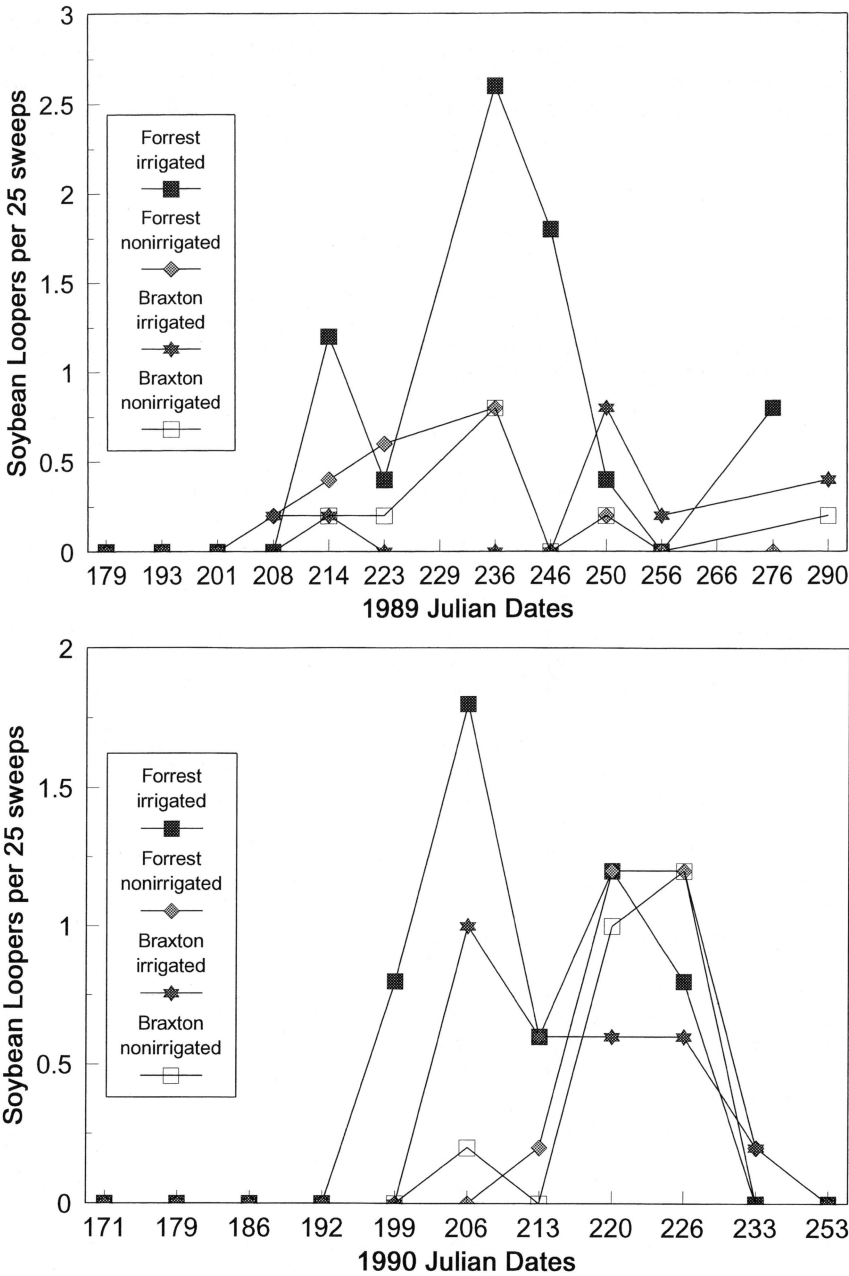 3
2.5
2
1.5
1
0.5
0
Soybean Loopers per 25 sweeps
Forrest
irrigated
Forrest
nonirrigated
Braxton
irrigated
Braxton
nonirrigated
179 193 201 208 214 223 229 236 246 250 256 266 276 290
1989 Julian Dates
2
1.5
1
0.5
0
Soybean Loopers per 25 sweeps
Forrest
irrigated
Forrest
nonirrigated
Braxton
irrigated
Braxton
nonirrigated
171 179 186 192 199 206 213 220 226 233 253
1990 Julian Dates